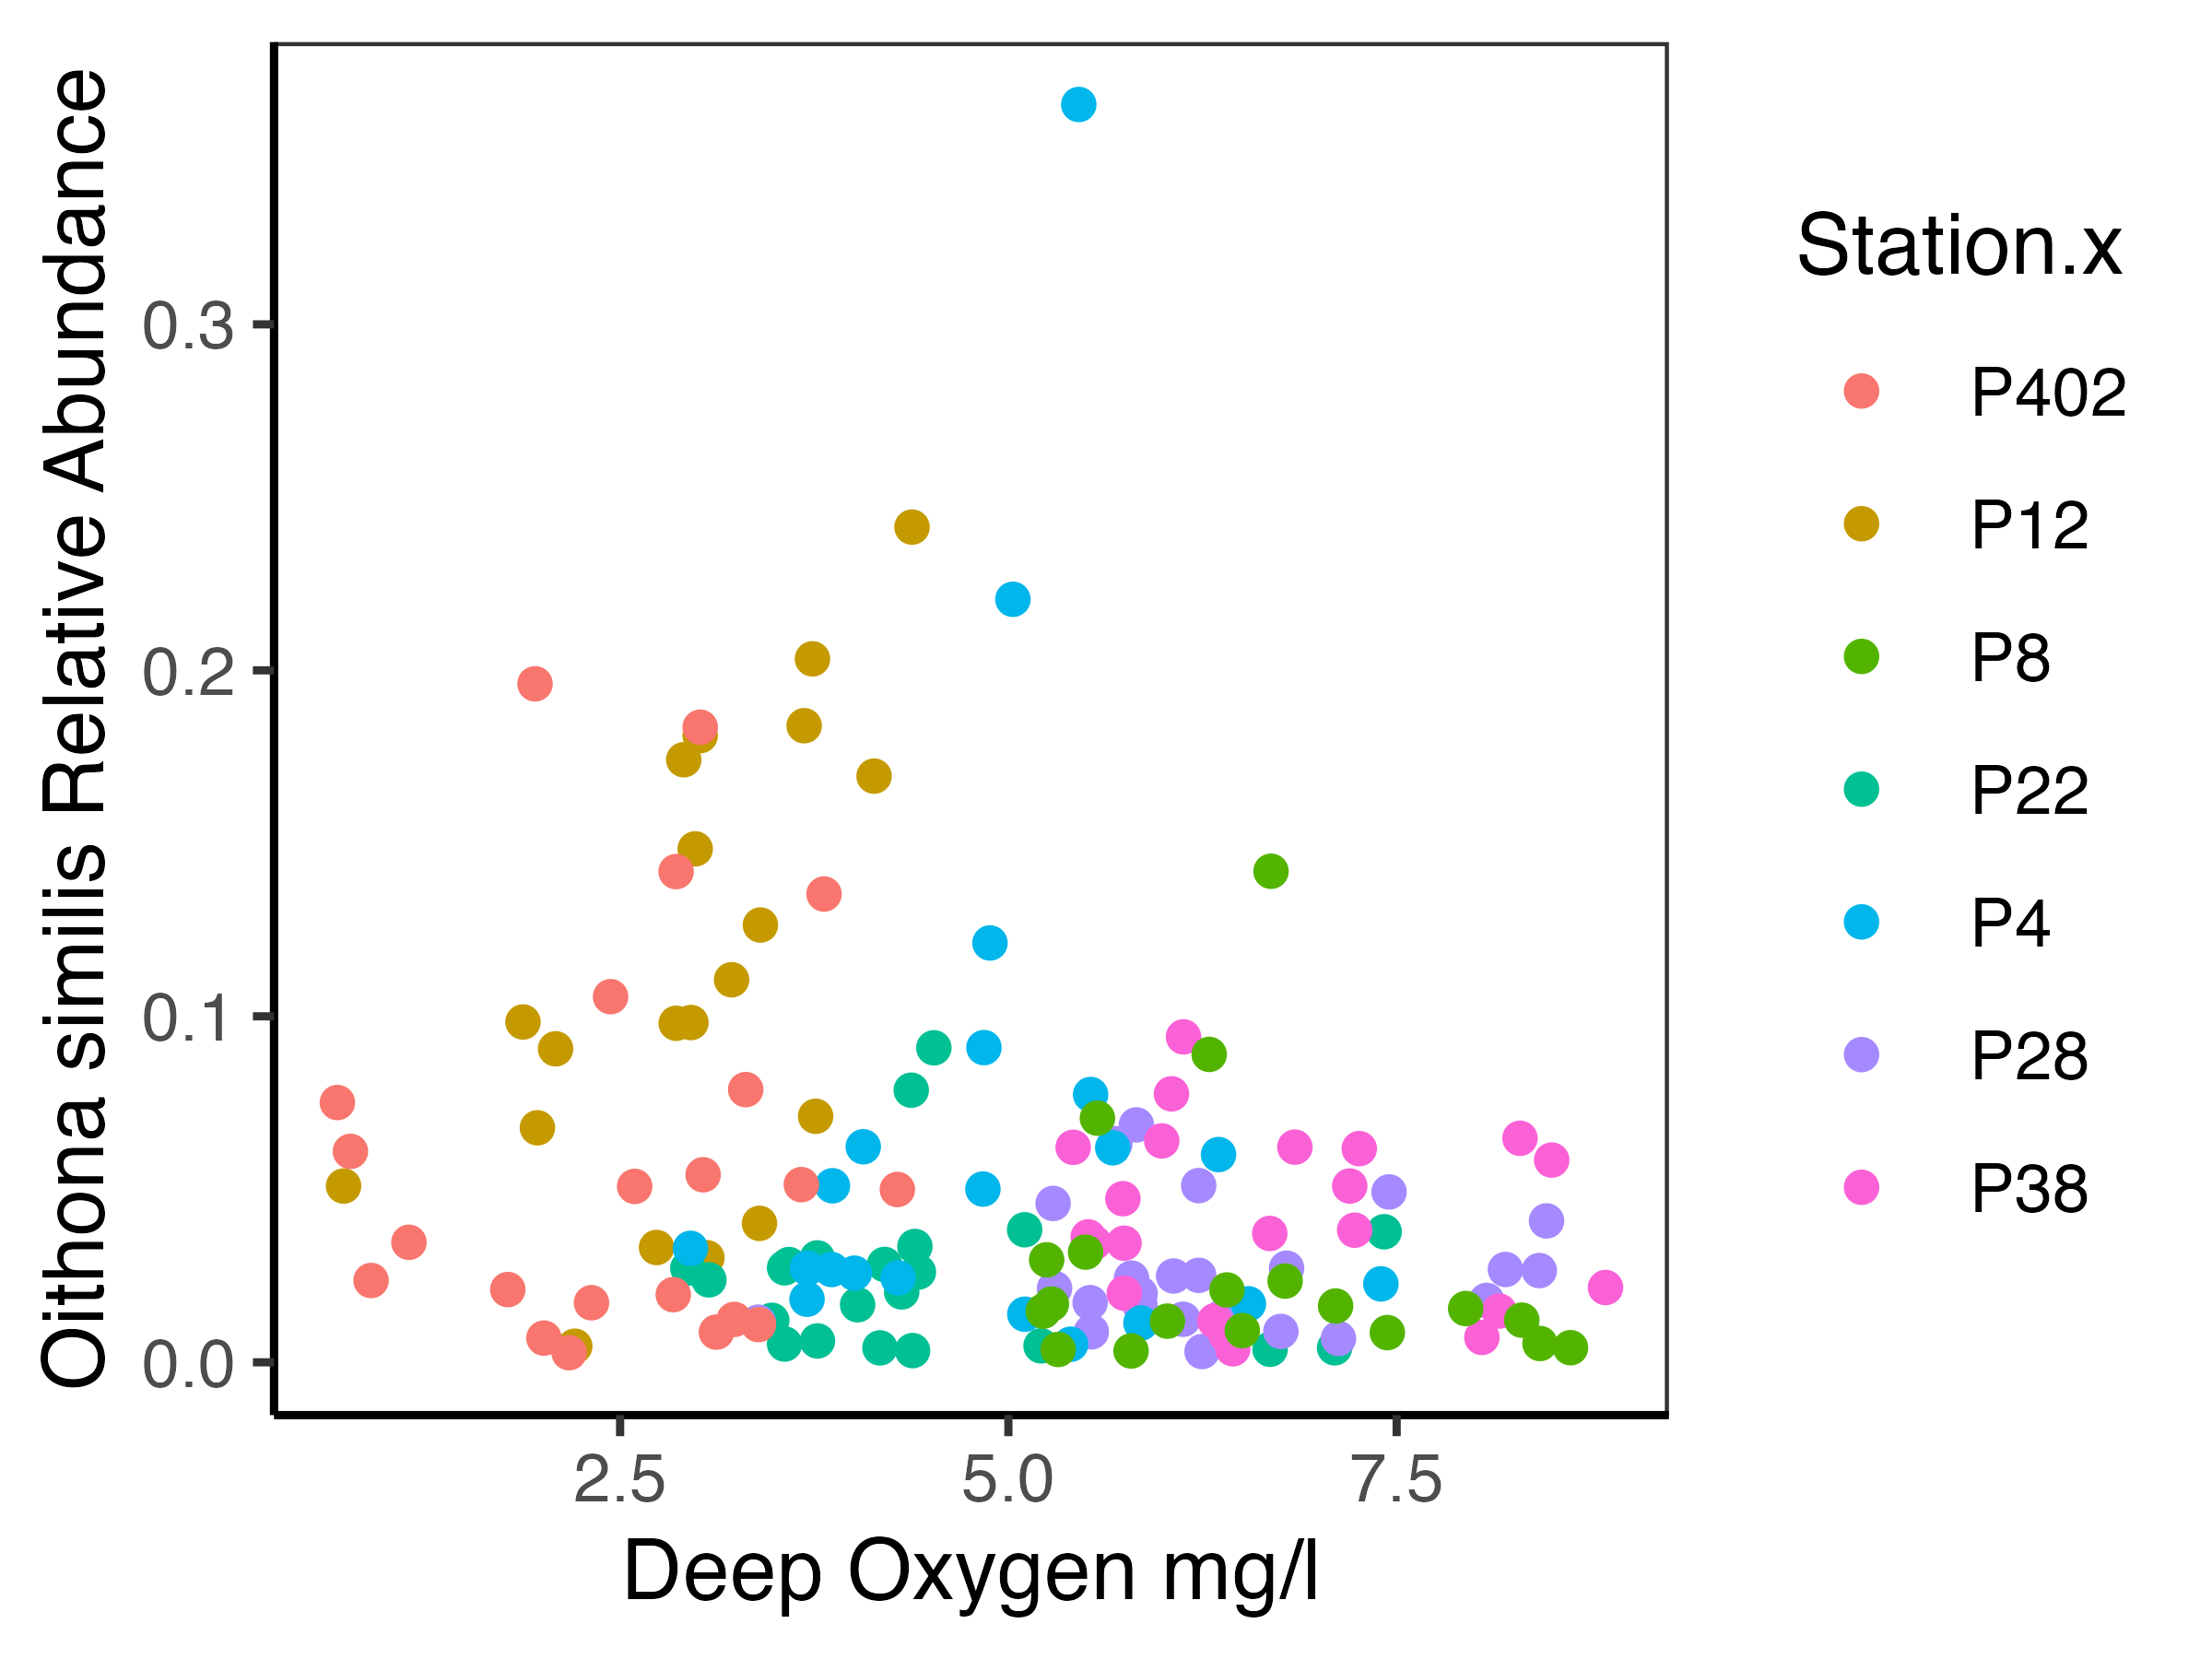 Oithona similis Relative Abundance
0.3
0.2
0.1
0.0
2.5 5.0 7.5
Deep Oxygen mg/l
Station.x
P402
P12
P8
P22
P4
P28
P38